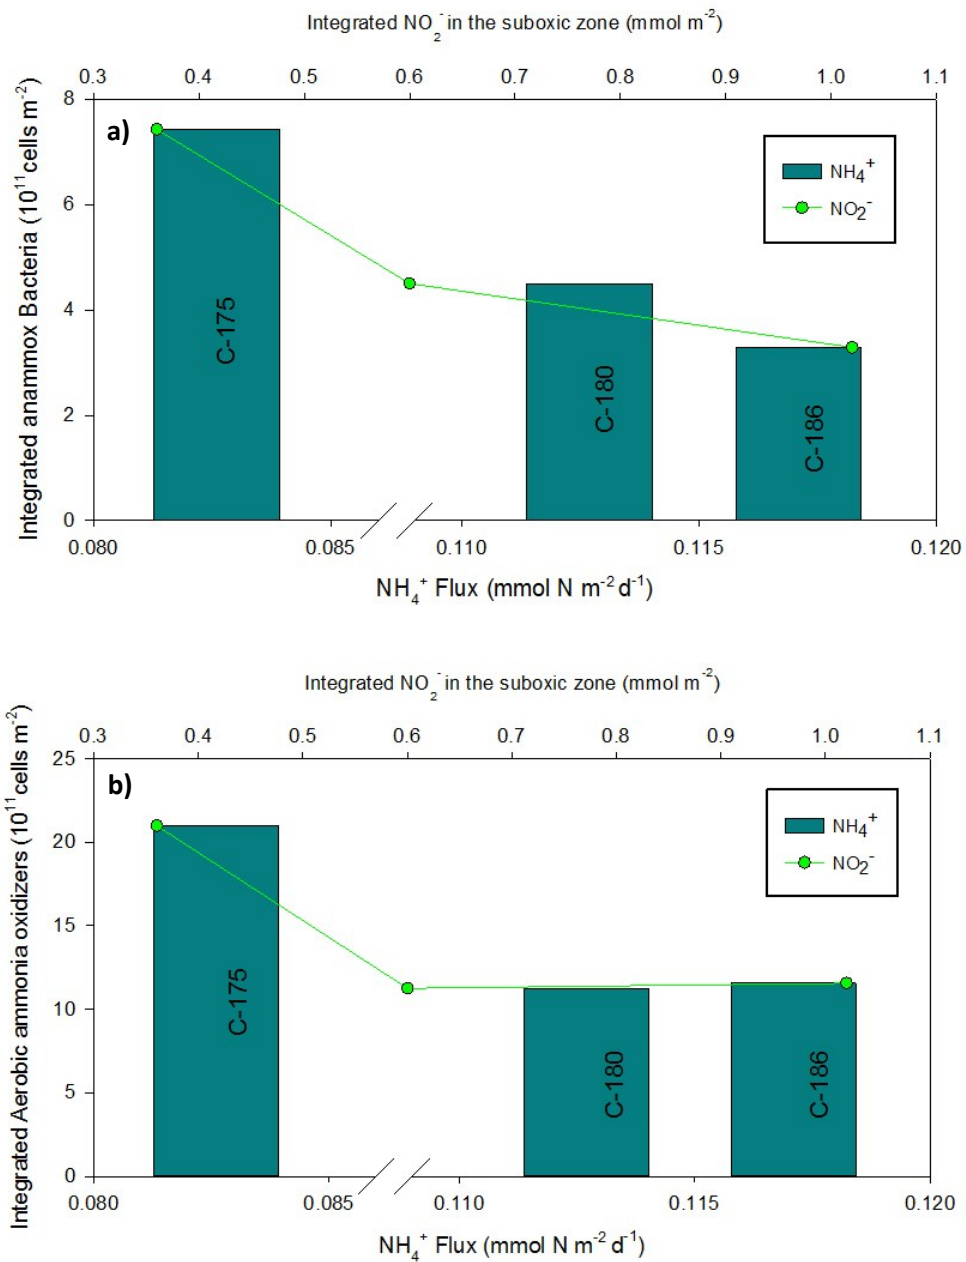 Integrated NO₂⁻ in the suboxic zone (mmol m⁻²)
0.3 0.4 0.5 0.6 0.7 0.8 0.9 1.0 1.1
Integrated anammox Bacteria (10¹¹ cells m⁻²)
8
6
4
2
0
a)
NH₄⁺
NO₂⁻
C-175
C-180
C-186
0.080 0.085 0.110 0.115 0.120
NH₄⁺ Flux (mmol N m⁻² d⁻¹)
Integrated NO₂⁻ in the suboxic zone (mmol m⁻²)
0.3 0.4 0.5 0.6 0.7 0.8 0.9 1.0 1.1
Integrated Aerobic ammonia oxidizers (10¹¹ cells m⁻²)
25
20
15
10
5
0
b)
NH₄⁺
NO₂⁻
C-175
C-180
C-186
0.080 0.085 0.110 0.115 0.120
NH₄⁺ Flux (mmol N m⁻² d⁻¹)